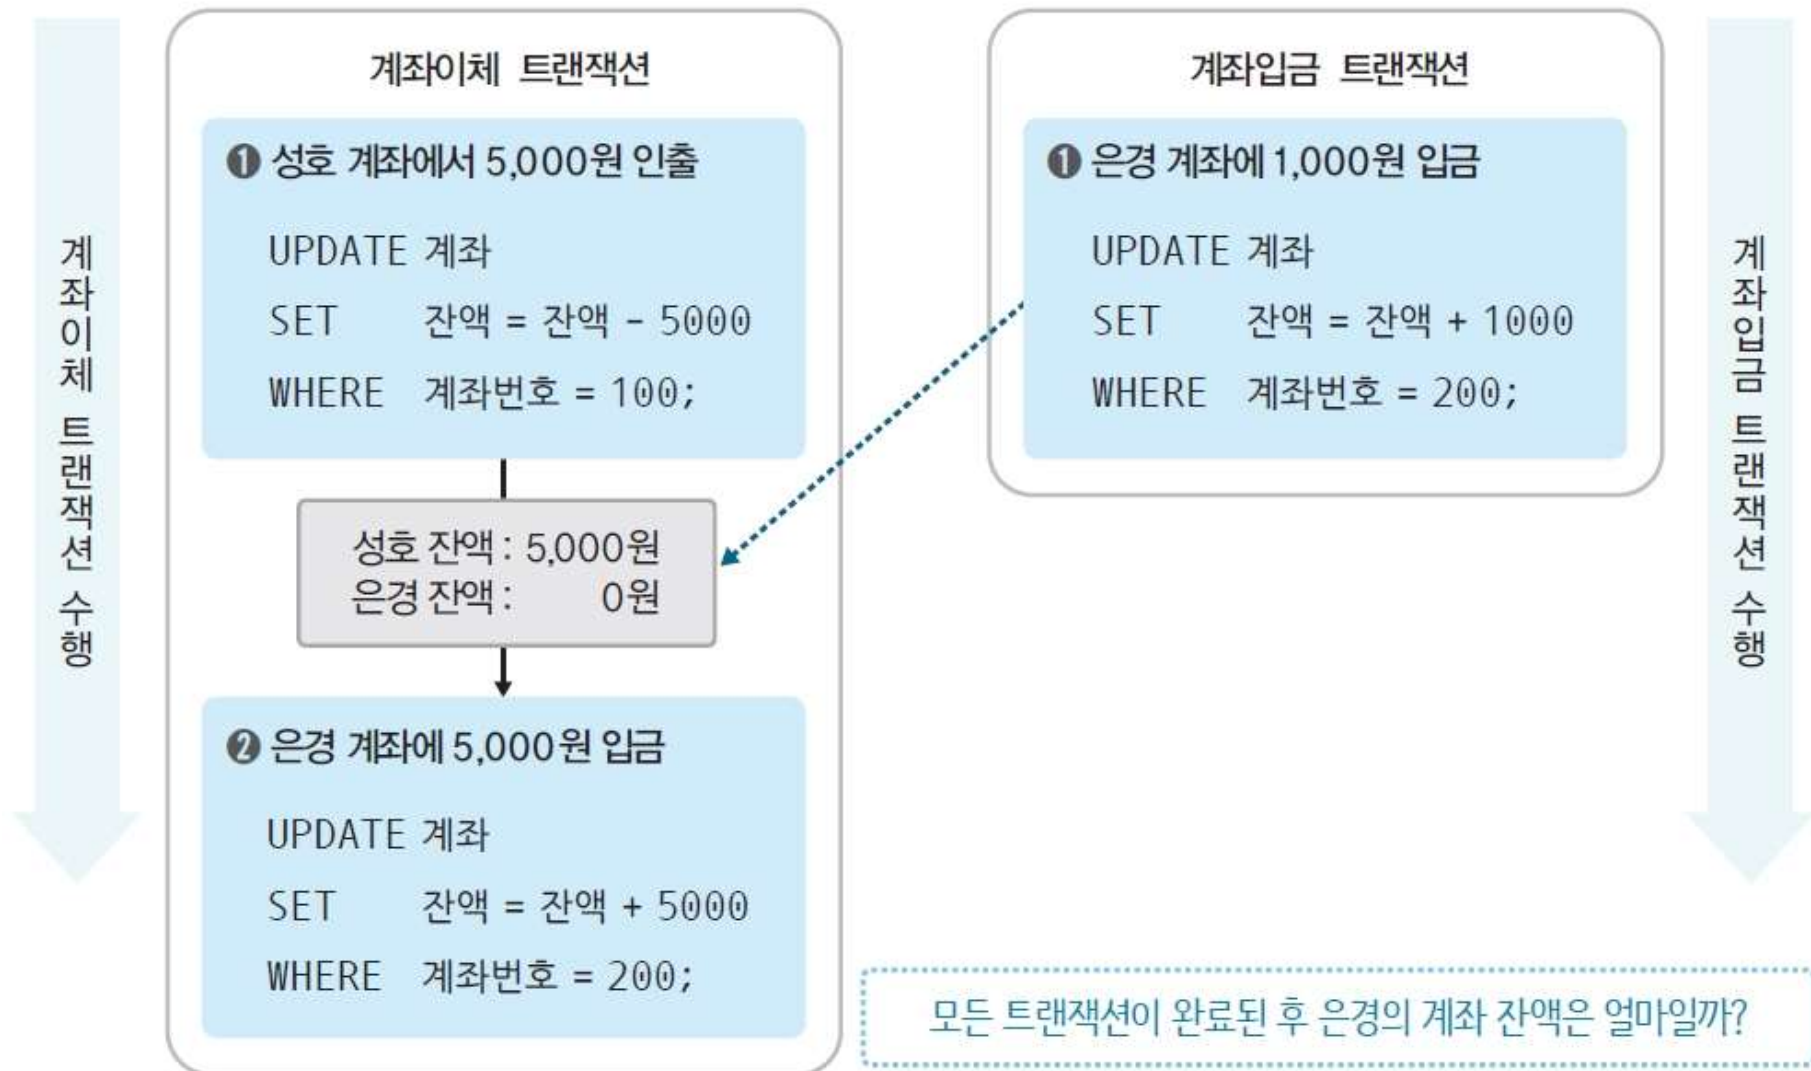 계좌이체 트랜잭션 수행
계좌이체 트랜잭션
❶ 성호 계좌에서 5,000원 인출
UPDATE 계좌
SET 잔액 = 잔액 - 5000
WHERE 계좌번호 = 100;
성호 잔액 : 5,000원
은경 잔액 : 0원
❷ 은경 계좌에 5,000원 입금
UPDATE 계좌
SET 잔액 = 잔액 + 5000
WHERE 계좌번호 = 200;
계좌입금 트랜잭션
❶ 은경 계좌에 1,000원 입금
UPDATE 계좌
SET 잔액 = 잔액 + 1000
WHERE 계좌번호 = 200;
계좌입금 트랜잭션 수행
모든 트랜잭션이 완료된 후 은경의 계좌 잔액은 얼마일까?